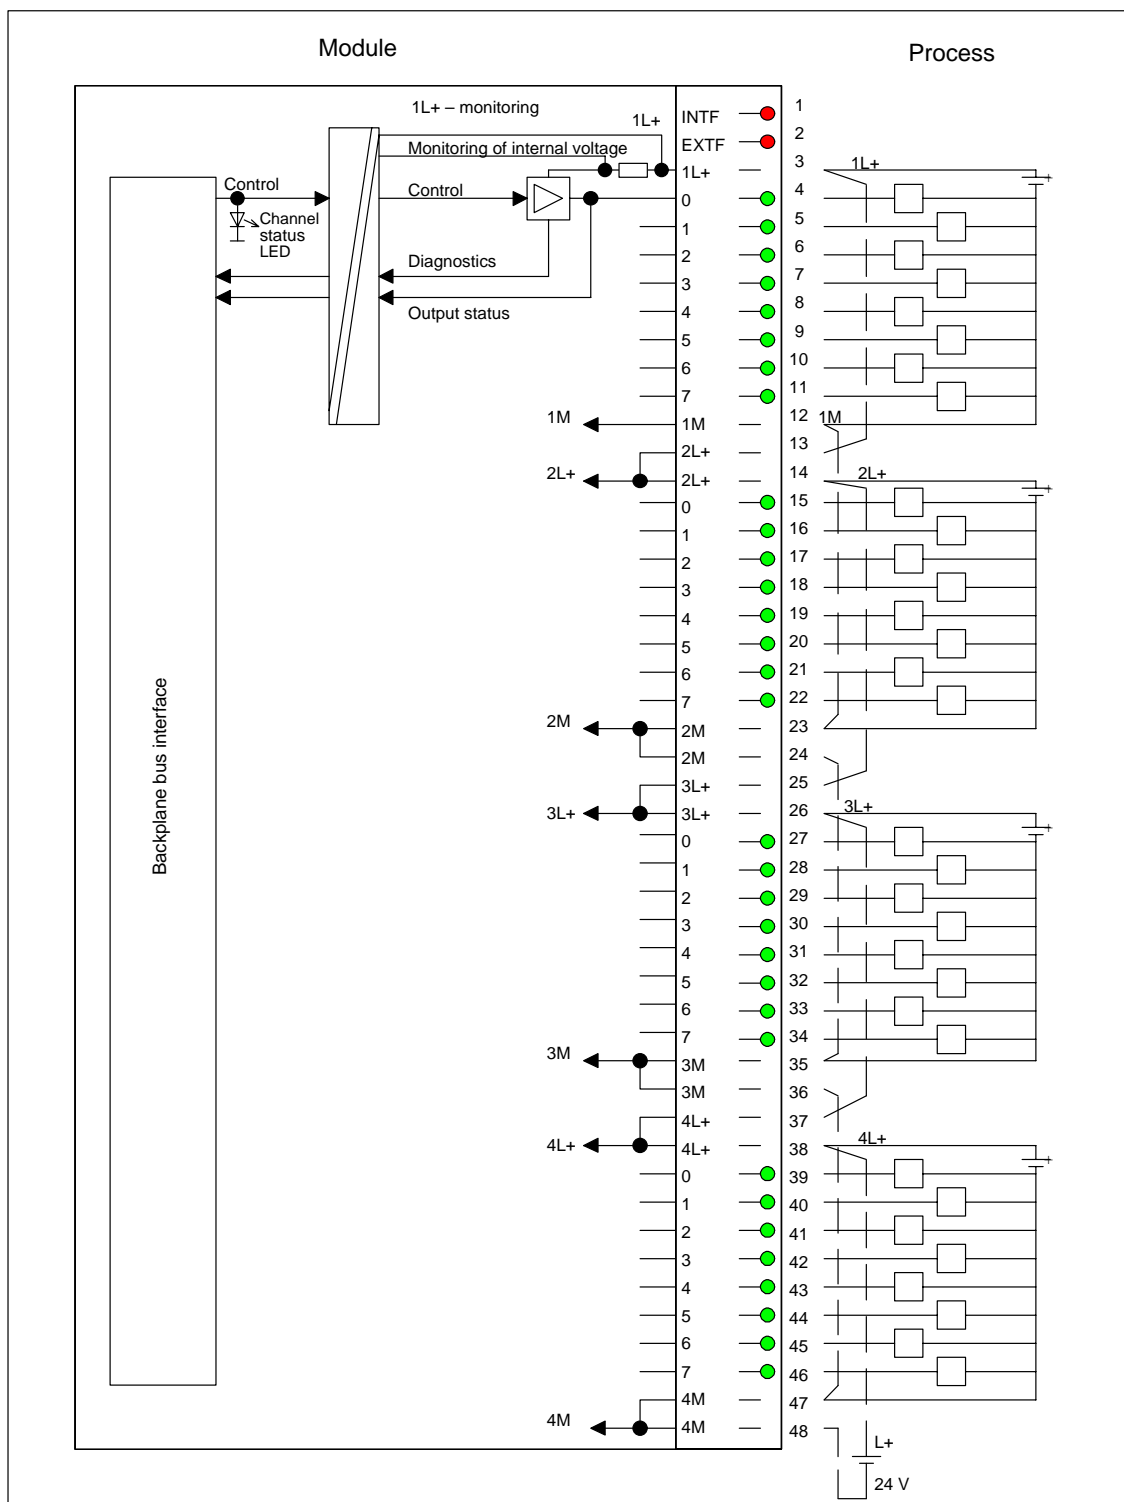 Module
Process
1L+ – monitoring
1L+
INTF
1
EXTF
2
Monitoring of internal voltage
1L+
3
1L+
Control
Control
0
4
Channel
status
LED
1
5
Diagnostics
2
6
3
7
Output status
4
8
5
9
6
10
7
11
1M
1M
12
1M
2L+
13
2L+
2L+
14
2L+
0
15
1
16
2
17
3
18
4
19
5
20
6
21
7
22
2M
2M
23
2M
24
3L+
25
3L+
3L+
26
3L+
0
27
1
28
2
29
3
30
4
31
5
32
6
33
7
34
3M
3M
35
3M
36
4L+
37
4L+
4L+
38
4L+
0
39
1
40
2
41
3
42
4
43
5
44
6
45
7
46
4M
47
4M
4M
48
L+
24 V
Backplane bus interface
+
+
+
+